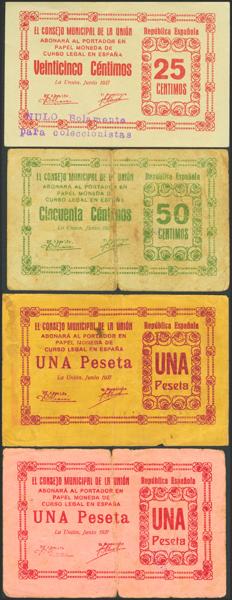 EL CONSEJO MUNICIPAL DE LA UNIÓN
ABONARÁ AL PORTADOR EN
PAPEL MONEDA DE
CURSO LEGAL EN ESPAÑA
Veinticinco Céntimos
La Unión, Junio 1937
República Española
25
CENTIMOS
NULO Solamente
para coleccionistas
EL CONSEJO MUNICIPAL DE LA UNIÓN
ABONARÁ AL PORTADOR EN
PAPEL MONEDA DE
CURSO LEGAL EN ESPAÑA
Cincuenta Céntimos
La Unión, Junio 1937
República Española
50
CENTIMOS
EL CONSEJO MUNICIPAL DE LA UNIÓN
ABONARÁ AL PORTADOR EN
PAPEL MONEDA DE
CURSO LEGAL EN ESPAÑA
UNA Peseta
La Unión, Junio 1937
República Española
UNA
Peseta
EL CONSEJO MUNICIPAL DE LA UNIÓN
ABONARÁ AL PORTADOR EN
PAPEL MONEDA DE
CURSO LEGAL EN ESPAÑA
UNA Peseta
La Unión, Junio 1937
República Española
UNA
Peseta